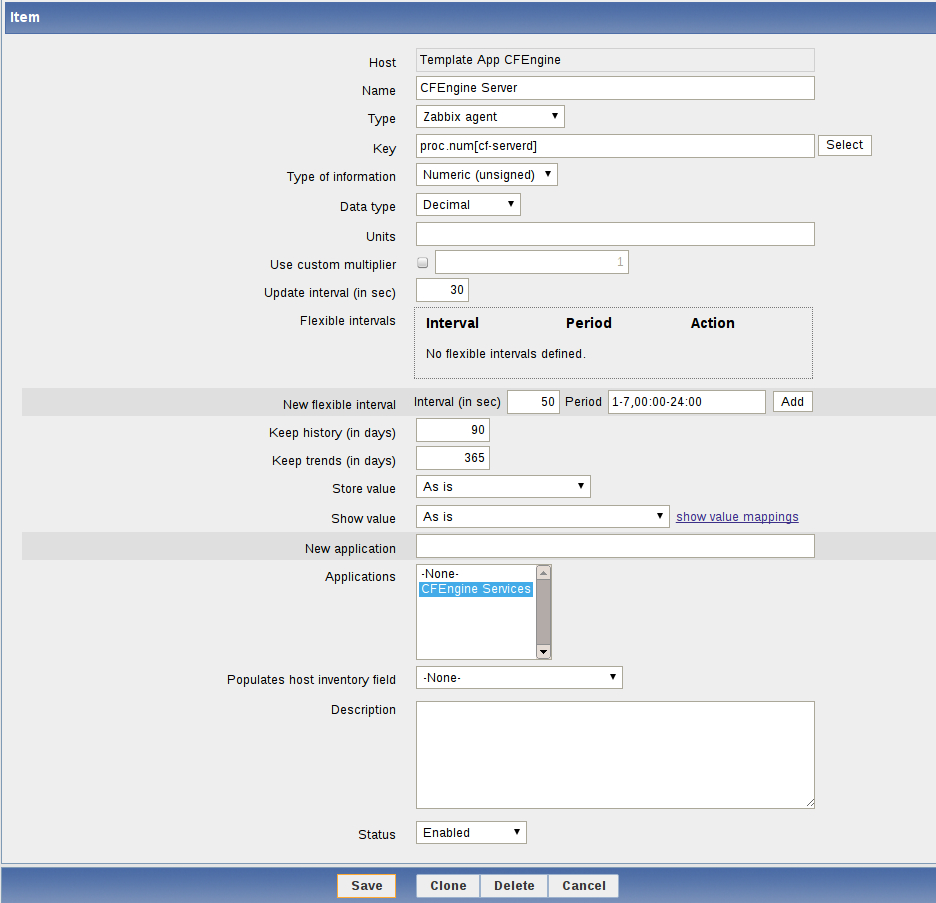 Item
Host Template App CFEngine
Name CFEngine Server
Type Zabbix agent
Key proc.num[cf-serverd] Select
Type of information Numeric (unsigned)
Data type Decimal
Units
Use custom multiplier 1
Update interval (in sec) 30
Flexible intervals Interval Period Action
No flexible intervals defined.
New flexible interval Interval (in sec) 50 Period 1-7,00:00-24:00 Add
Keep history (in days) 90
Keep trends (in days) 365
Store value As is
Show value As is show value mappings
New application
Applications -None-
CFEngine Services
Populates host inventory field -None-
Description
Status Enabled
Save Clone Delete Cancel